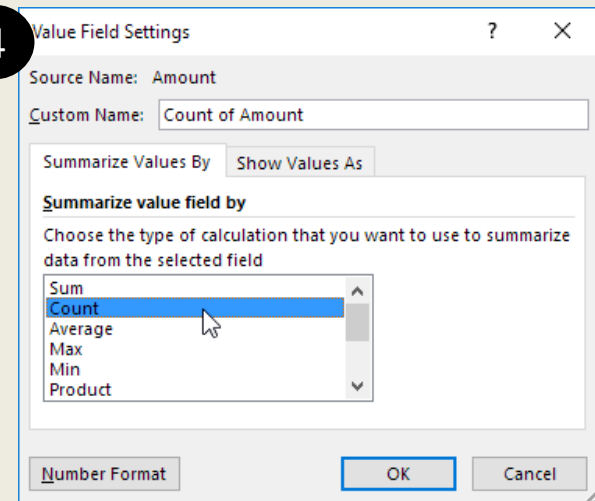 4
Value Field Settings ?
Source Name: Amount
Custom Name: Count of Amount
Summarize Values By Show Values As
Summarize value field by
Choose the type of calculation that you want to use to summarize
data from the selected field
Sum
Count
Average
Max
Min
Product
Number Format OK Cancel